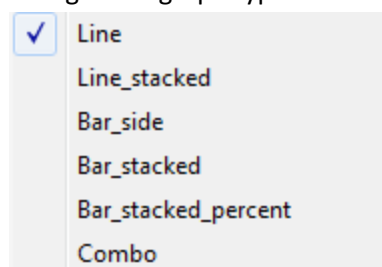 Line
Line_stacked
Bar_side
Bar_stacked
Bar_stacked_percent
Combo